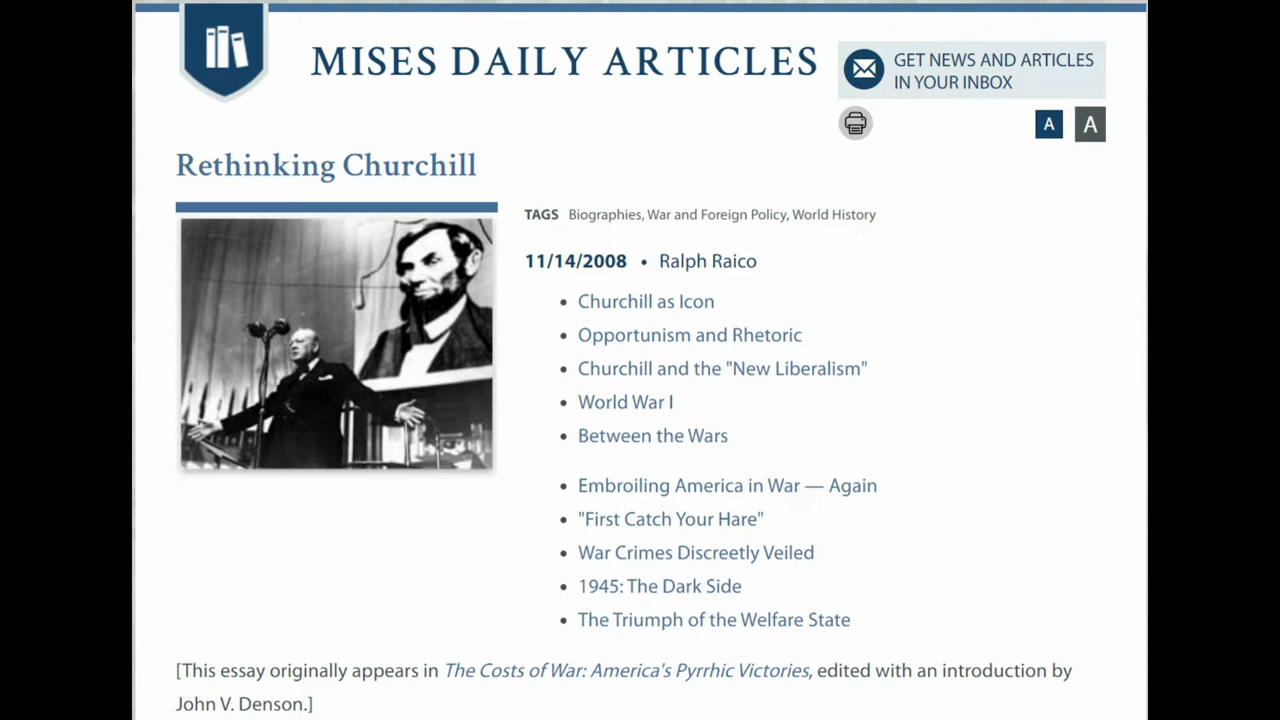 MISES DAILY ARTICLES
GET NEWS AND ARTICLES
IN YOUR INBOX
A
A
Rethinking Churchill
TAGS Biographies, War and Foreign Policy, World History
11/14/2008 • Ralph Raico
• Churchill as Icon
• Opportunism and Rhetoric
• Churchill and the "New Liberalism"
• World War I
• Between the Wars
• Embroiling America in War — Again
• "First Catch Your Hare"
• War Crimes Discreetly Veiled
• 1945: The Dark Side
• The Triumph of the Welfare State
[This essay originally appears in The Costs of War: America's Pyrrhic Victories, edited with an introduction by
John V. Denson.]